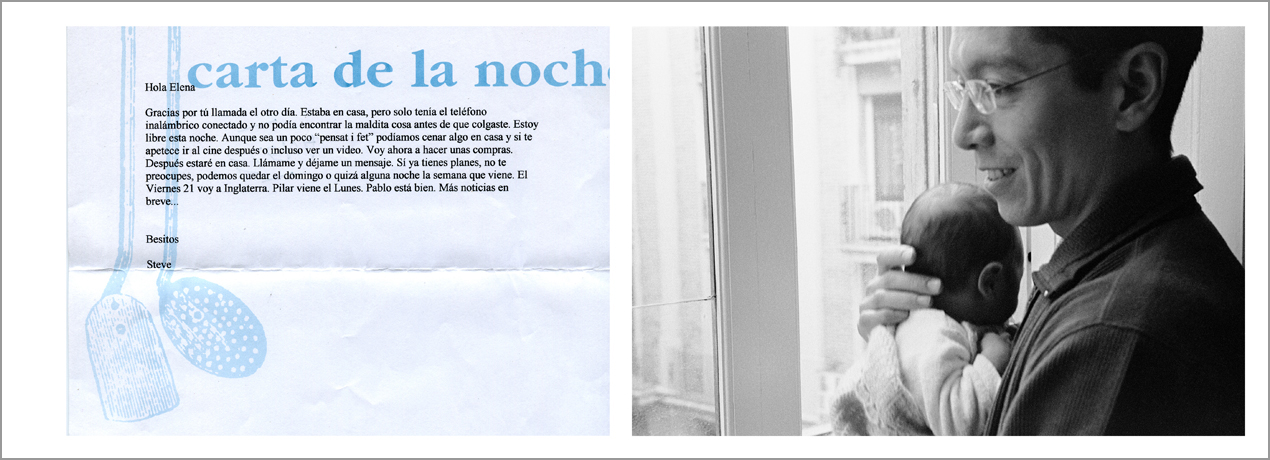 carta de la noche
Hola Elena
Gracias por tú llamada el otro día. Estaba en casa, pero solo tenía el teléfono
inalámbrico conectado y no podía encontrar la maldita cosa antes de que colgaste. Estoy
libre esta noche. Aunque sea un poco “pensat i fet” podíamos cenar algo en casa y si te
apetece ir al cine después o incluso ver un video. Voy ahora a hacer unas compras.
Después estaré en casa. Llámame y déjame un mensaje. Sí ya tienes planes, no te
preocupes, podemos quedar el domingo o quizá alguna noche la semana que viene. El
Viernes 21 voy a Inglaterra. Pilar viene el Lunes. Pablo está bien. Más noticias en
breve...
Besitos
Steve